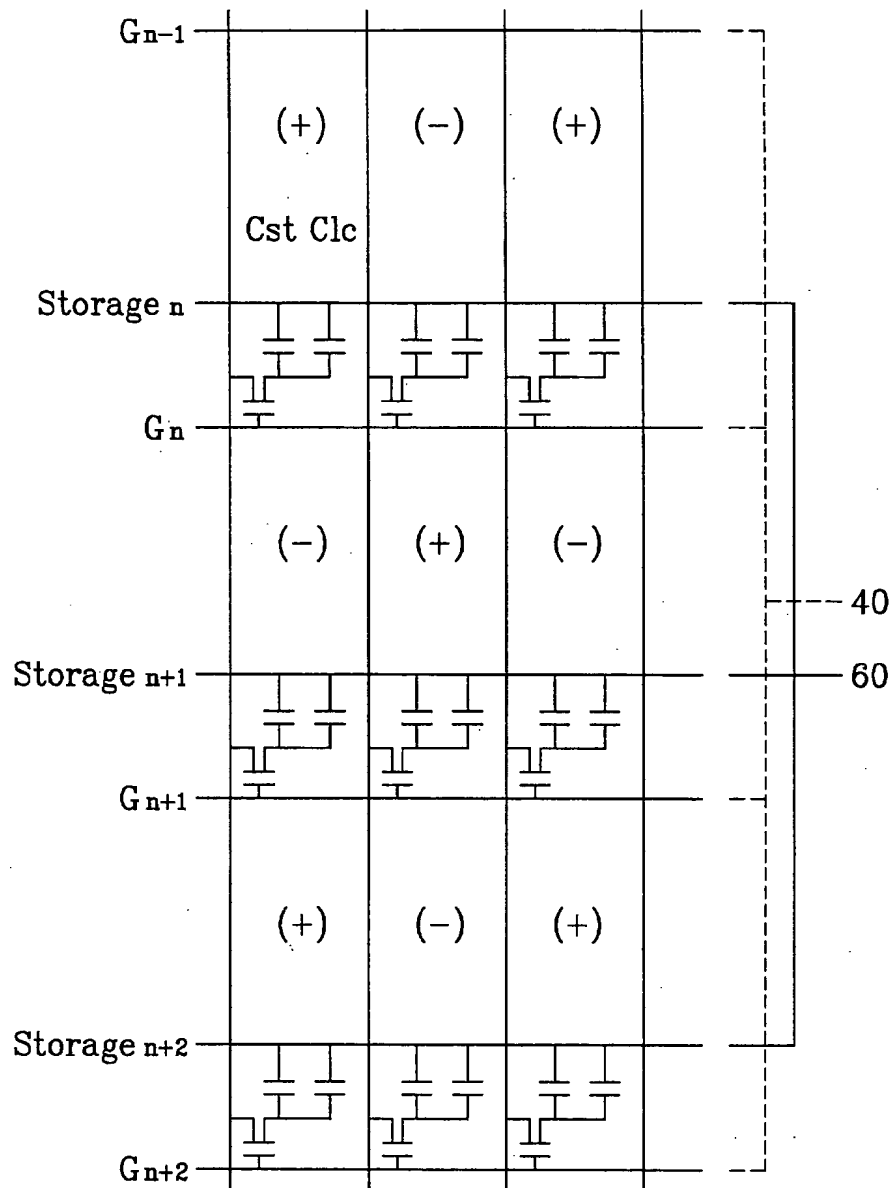 Gn-1
(+) (-) (+)
Cst Clc
Storage n
Gn
(-) (+) (-)
40
Storage n+1
60
Gn+1
(+) (-) (+)
Storage n+2
Gn+2